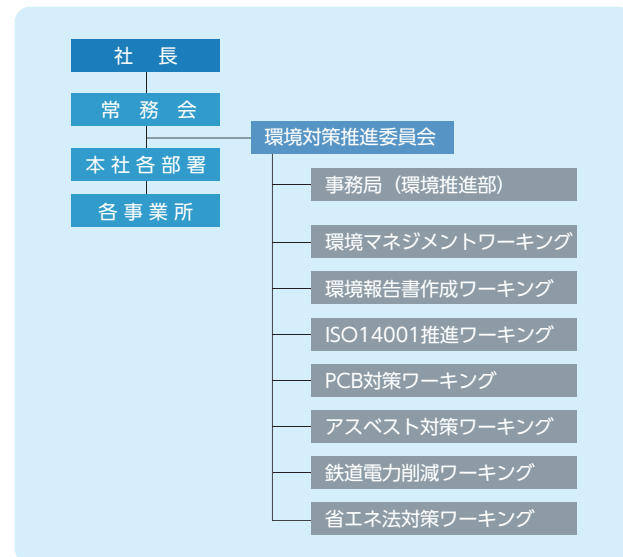 社長
常務会
環境対策推進委員会
本社各部署
各事業所
事務局（環境推進部）
環境マネジメントワーキング
環境報告書作成ワーキング
ISO14001推進ワーキング
PCB対策ワーキング
アスベスト対策ワーキング
鉄道電力削減ワーキング
省エネ法対策ワーキング